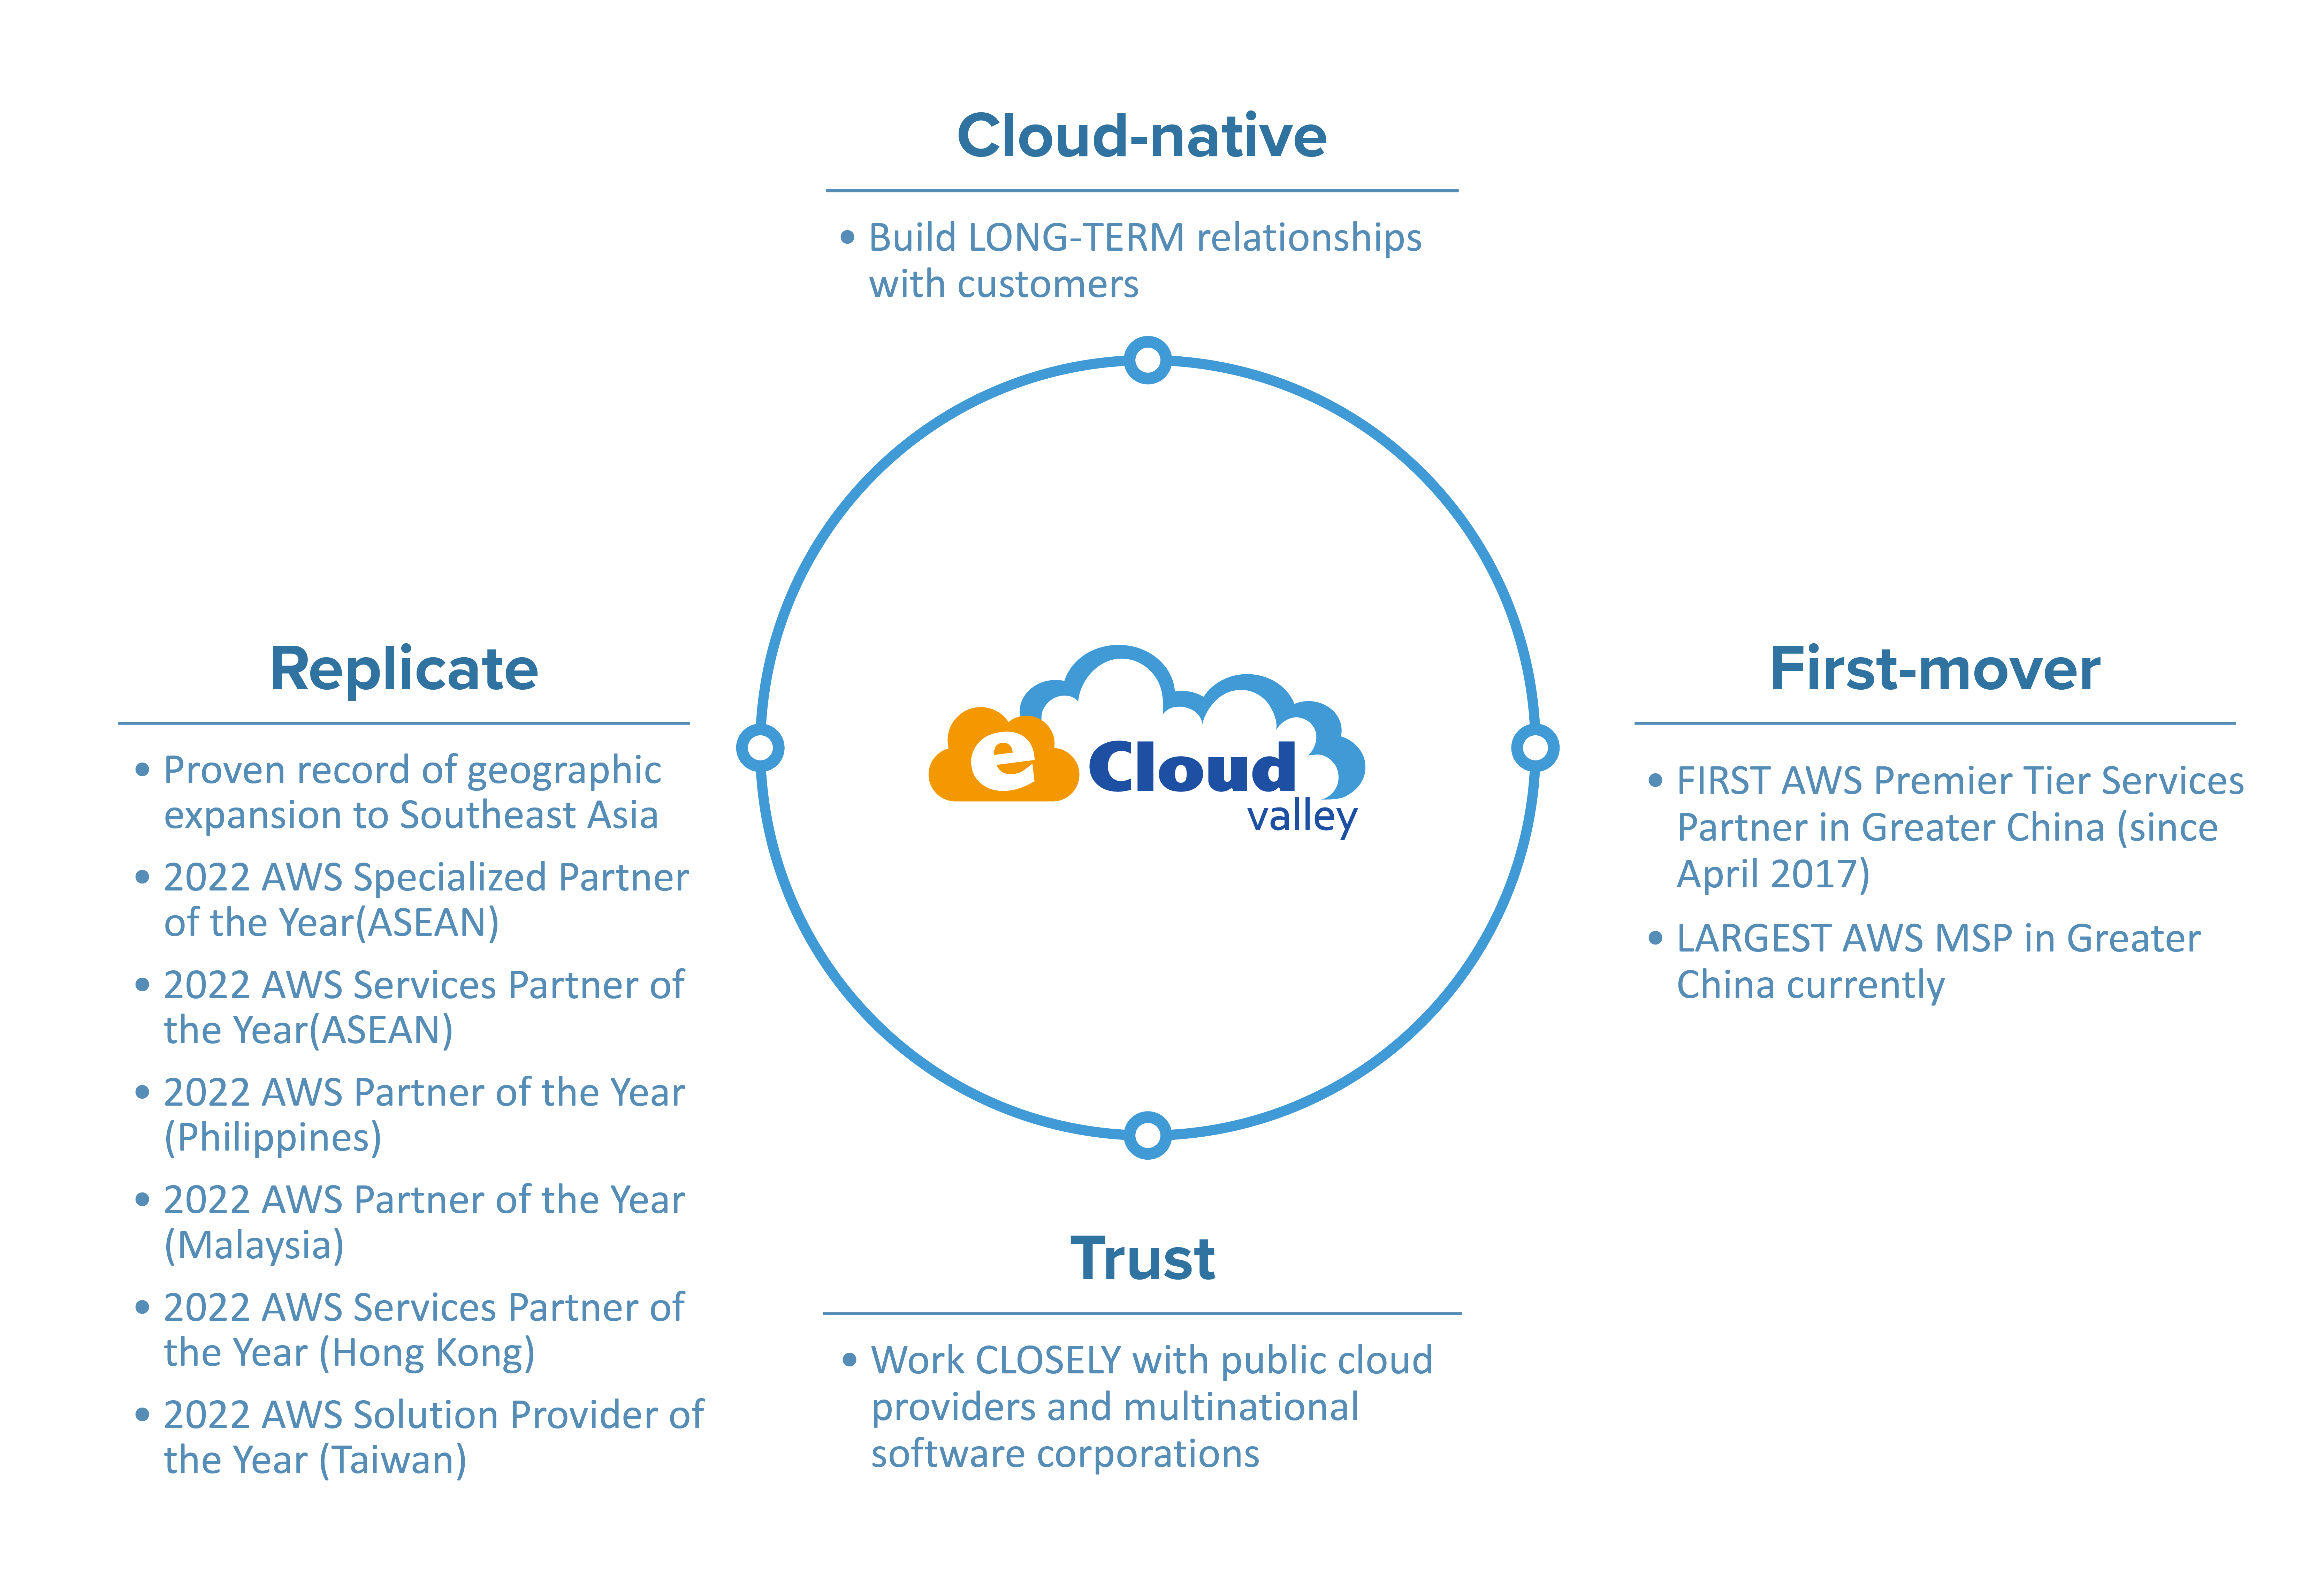 Cloud-native
• Build LONG-TERM relationships
with customers
Replicate
• Proven record of geographic
expansion to Southeast Asia
• 2022 AWS Specialized Partner
of the Year(ASEAN)
• 2022 AWS Services Partner of
the Year(ASEAN)
• 2022 AWS Partner of the Year
(Philippines)
• 2022 AWS Partner of the Year
(Malaysia)
• 2022 AWS Services Partner of
the Year (Hong Kong)
• 2022 AWS Solution Provider of
the Year (Taiwan)
e Cloud
valley
First-mover
• FIRST AWS Premier Tier Services
Partner in Greater China (since
April 2017)
• LARGEST AWS MSP in Greater
China currently
Trust
• Work CLOSELY with public cloud
providers and multinational
software corporations